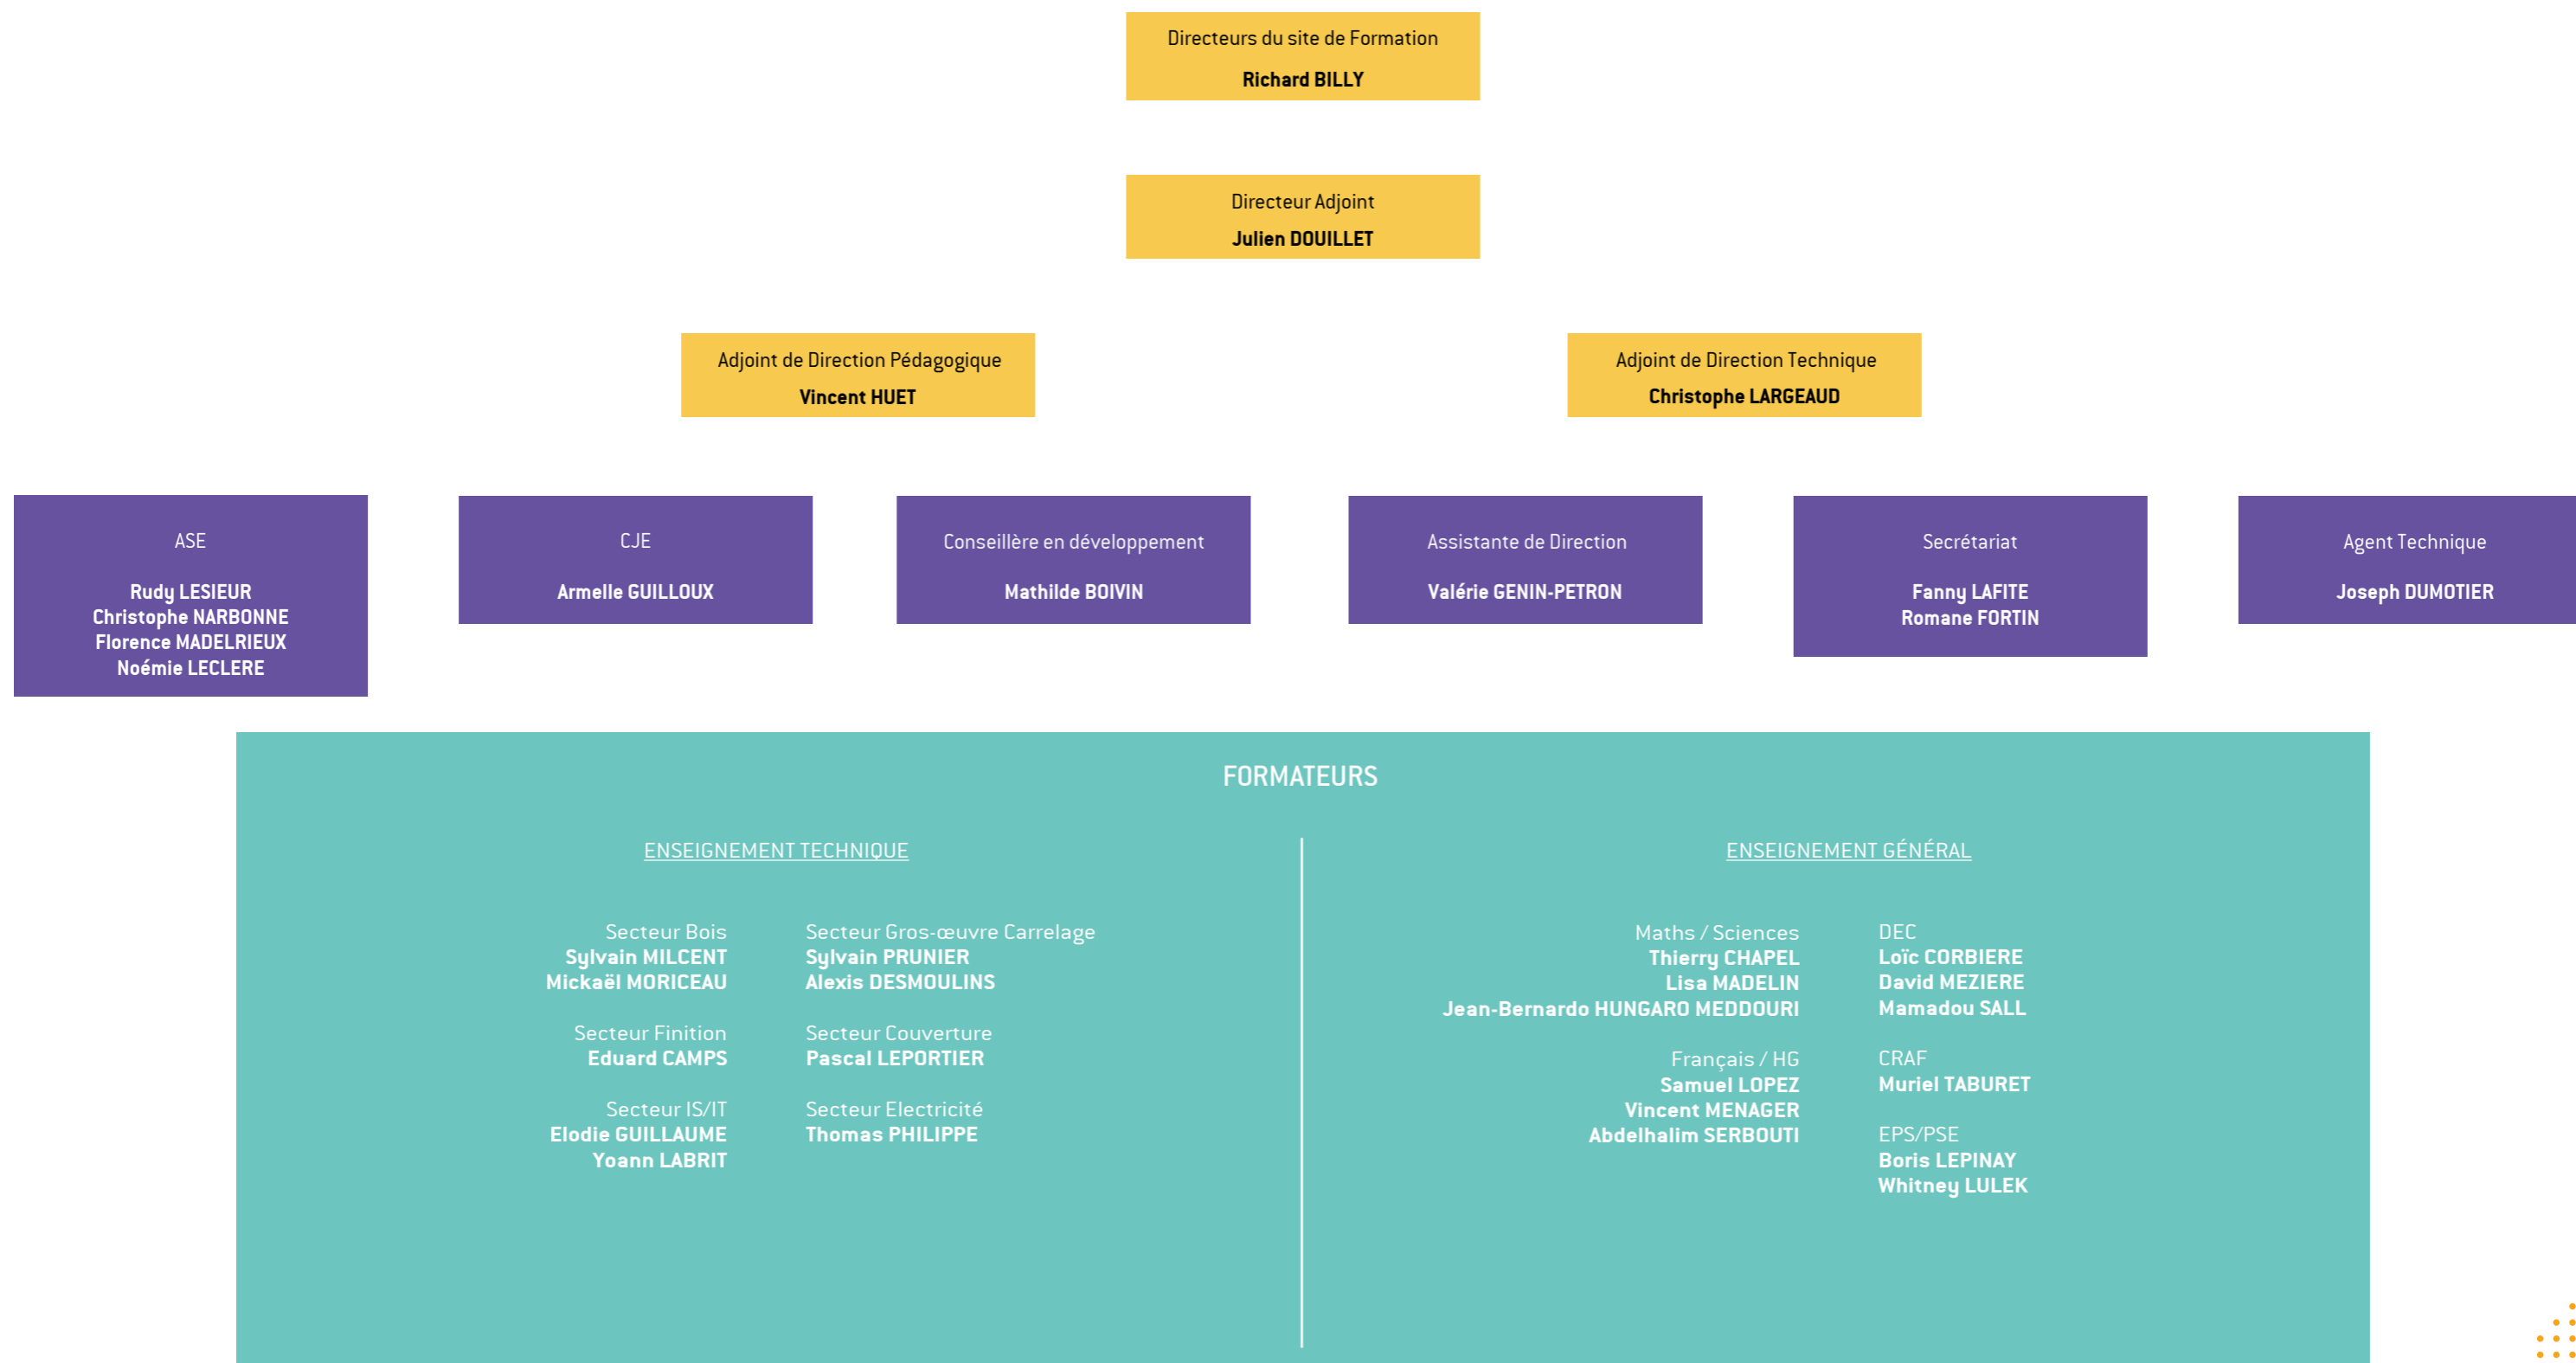 Directeurs du site de Formation
Richard BILLY
Directeur Adjoint
Julien DOUILLET
Adjoint de Direction Pédagogique
Vincent HUET
Adjoint de Direction Technique
Christophe LARGEAUD
ASE
Rudy LESIEUR
Christophe NARBONNE
Florence MADELRIEUX
Noémie LECLERE
CJE
Armelle GUILLOUX
Conseillère en développement
Mathilde BOIVIN
Assistante de Direction
Valérie GENIN-PETRON
Secrétariat
Fanny LAFITE
Romane FORTIN
Agent Technique
Joseph DUMOTIER
FORMATEURS
ENSEIGNEMENT TECHNIQUE
Secteur Bois
Sylvain MILCENT
Mickaël MORICEAU
Secteur Finition
Eduard CAMPS
Secteur IS/IT
Elodie GUILLAUME
Yoann LABRIT
Secteur Gros-œuvre Carrelage
Sylvain PRUNIER
Alexis DESMOULINS
Secteur Couverture
Pascal LEPORTIER
Secteur Electricité
Thomas PHILIPPE
ENSEIGNEMENT GÉNÉRAL
Maths / Sciences
Thierry CHAPEL
Lisa MADELIN
Jean-Bernardo HUNGARO MEDDOURI
Français / HG
Samuel LOPEZ
Vincent MENAGER
Abdelhalim SERBOUTI
DEC
Loïc CORBIERE
David MEZIERE
Mamadou SALL
CRAF
Muriel TABURET
EPS/PSE
Boris LEPINAY
Whitney LULEK